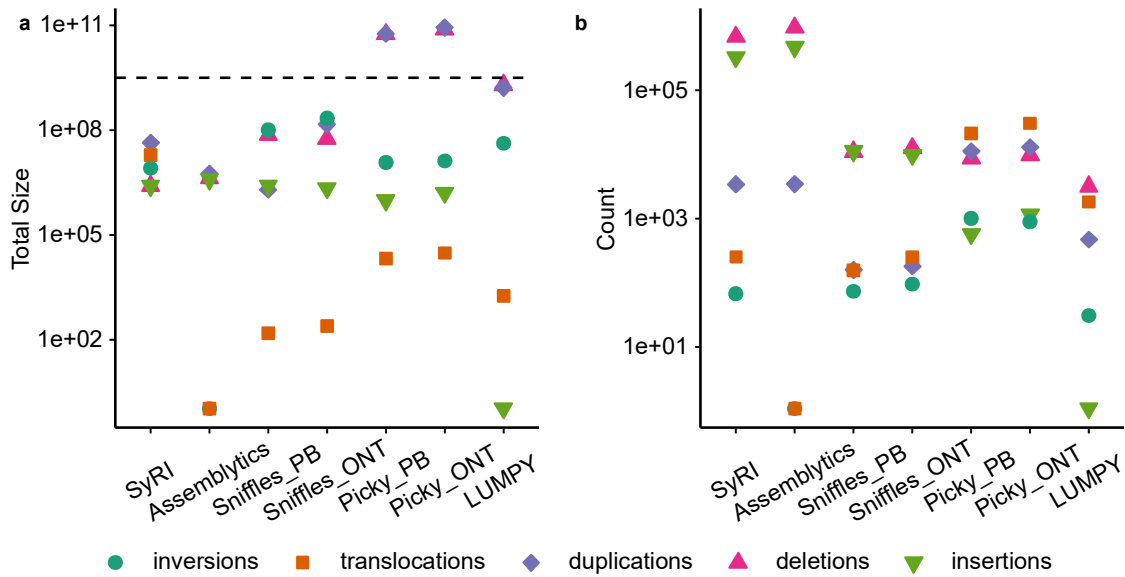 a
1e+11
1e+08
1e+05
1e+02
Total Size
SyRI
Assemblytics
Sniffles_PB
Sniffles_ONT
Picky_PB
Picky_ONT
LUMPY
b
1e+05
1e+03
1e+01
Count
SyRI
Assemblytics
Sniffles_PB
Sniffles_ONT
Picky_PB
Picky_ONT
LUMPY
inversions translocations duplications deletions insertions